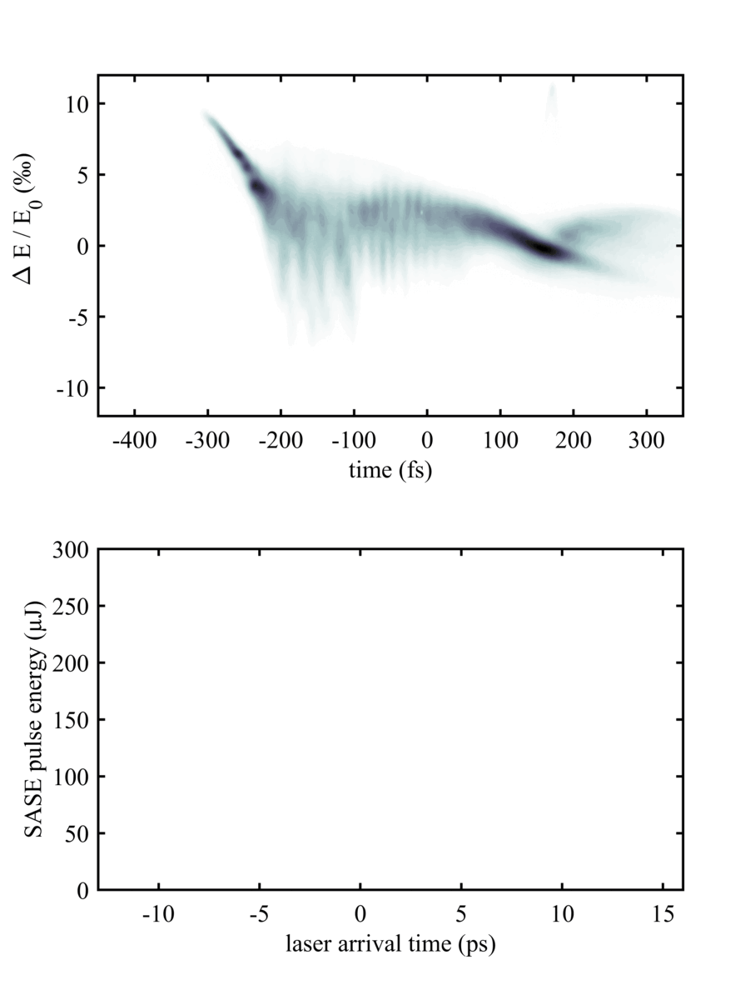 Δ E / E0 (‰)
10
5
0
-5
-10
-400 -300 -200 -100 0 100 200 300
time (fs)
SASE pulse energy (μJ)
300
250
200
150
100
50
0
-10 -5 0 5 10 15
laser arrival time (ps)